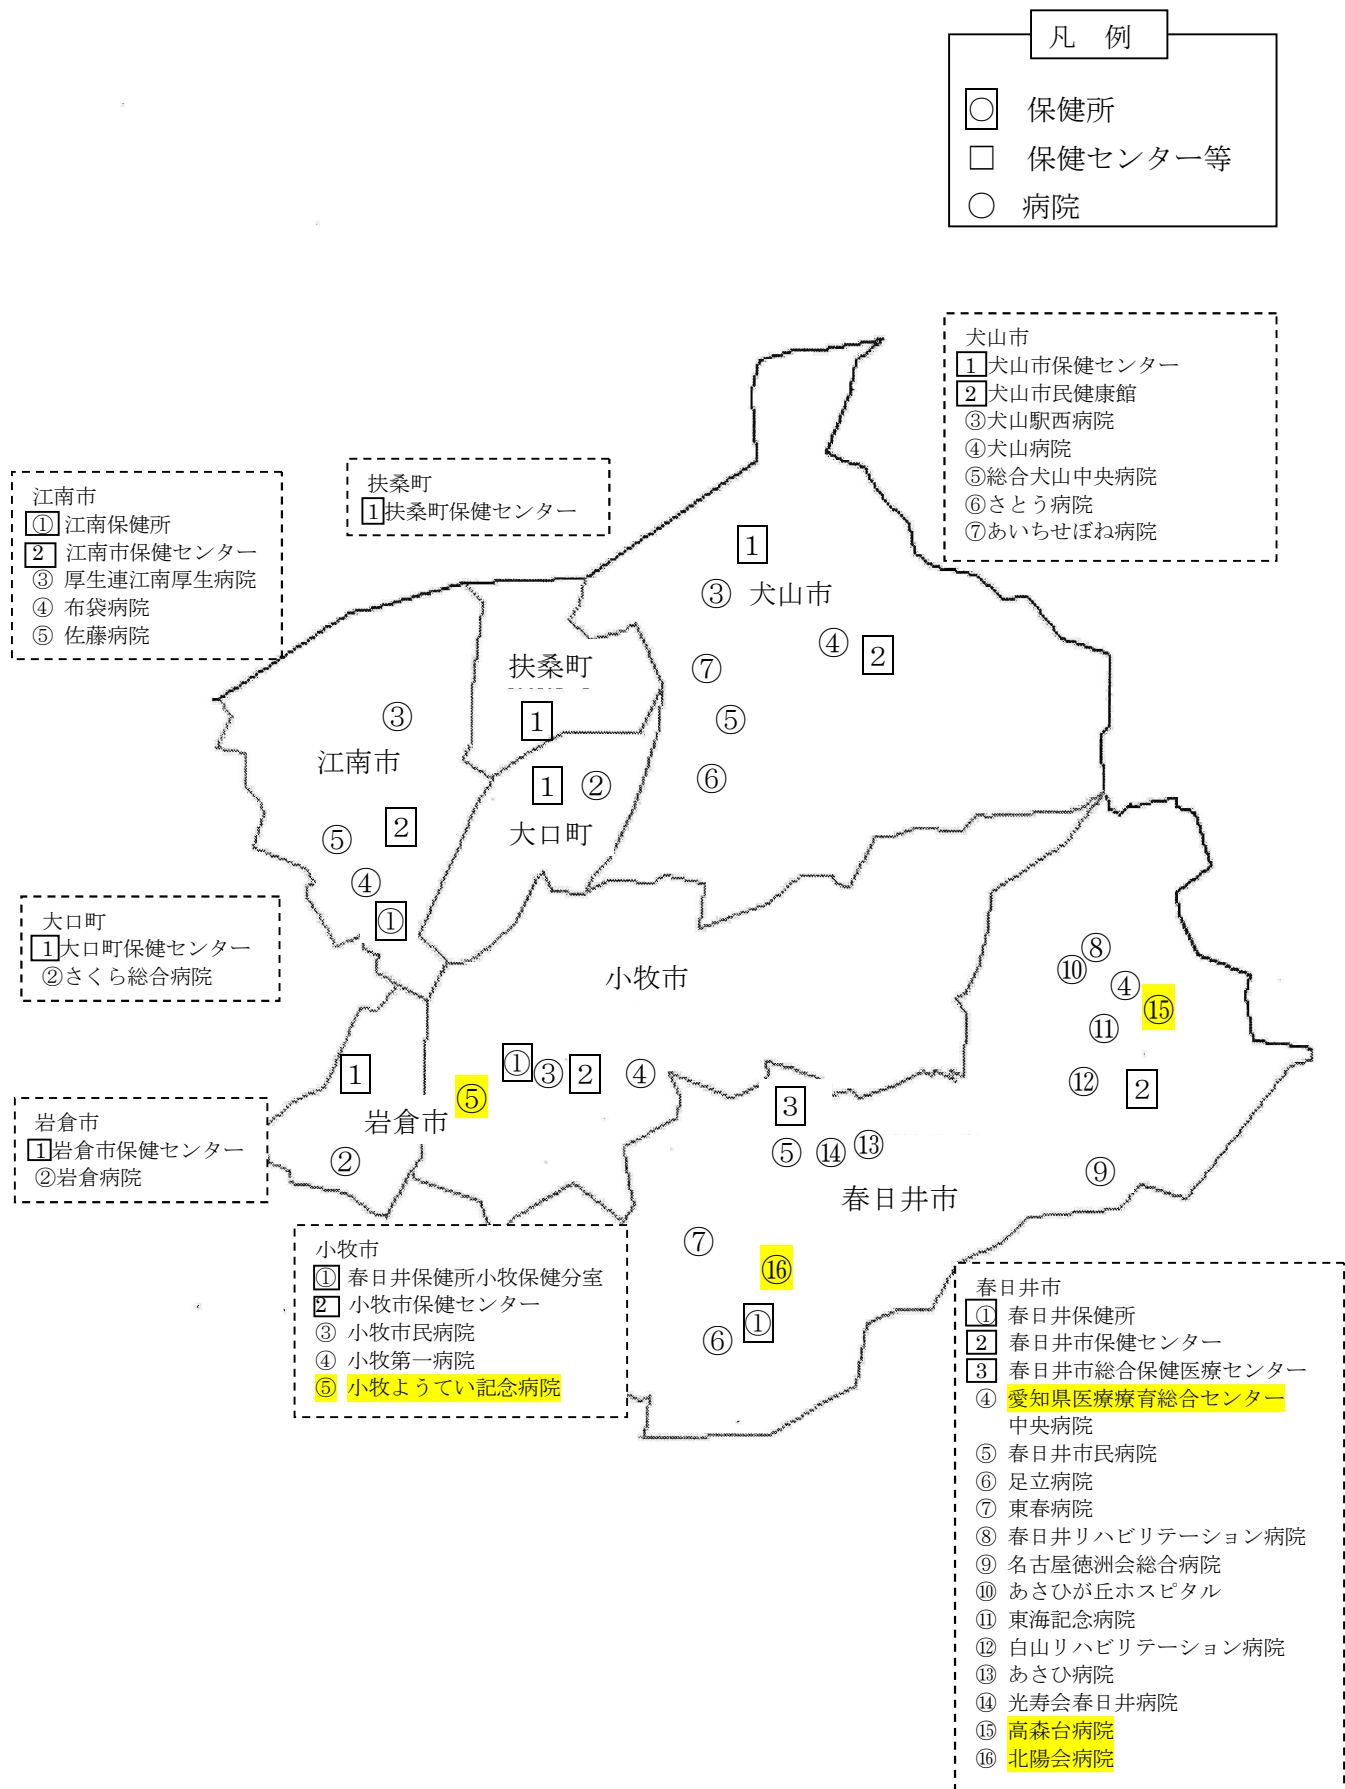 凡 例
○ 保健所
□ 保健センター等
○ 病院
犬山市
1 犬山市保健センター
2 犬山市民健康館
③犬山駅西病院
④犬山病院
⑤総合犬山中央病院
⑥さとう病院
⑦あいちせぼね病院
扶桑町
1 扶桑町保健センター
江南市
① 江南保健所
2 江南市保健センター
③ 厚生連江南厚生病院
④ 布袋病院
⑤ 佐藤病院
1
③ 犬山市
④ 2
⑦
⑤
⑥
扶桑町
1
③
江南市
2
⑤
④
①
1 ②
大口町
大口町
1 大口町保健センター
②さくら総合病院
小牧市
⑧
⑩
④
⑮
⑪
⑫ 2
⑨
1
岩倉市
②
① ③ 2 ④
⑤
3
⑤ ⑭ ⑬
春日井市
⑦
⑯
⑥ ①
岩倉市
1 岩倉市保健センター
②岩倉病院
小牧市
① 春日井保健所小牧保健分室
2 小牧市保健センター
③ 小牧市民病院
④ 小牧第一病院
⑤ 小牧ようてい記念病院
春日井市
① 春日井保健所
2 春日井市保健センター
3 春日井市総合保健医療センター
④ 愛知県医療療育総合センター
中央病院
⑤ 春日井市民病院
⑥ 足立病院
⑦ 東春病院
⑧ 春日井リハビリテーション病院
⑨ 名古屋徳洲会総合病院
⑩ あさひが丘ホスピタル
⑪ 東海記念病院
⑫ 白山リハビリテーション病院
⑬ あさひ病院
⑭ 光寿会春日井病院
⑮ 高森台病院
⑯ 北陽会病院